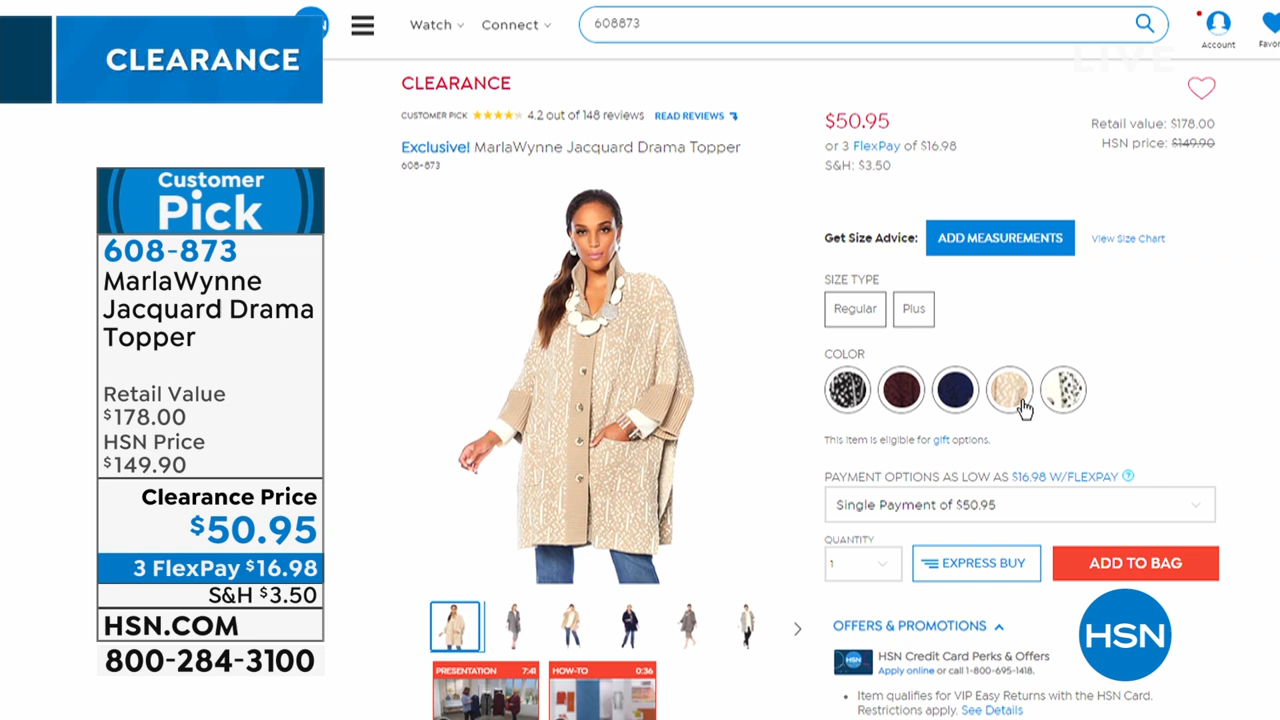 CLEARANCE
HSN
Watch
Connect
608873
Account
LIVE
CLEARANCE
CUSTOMER PICK 4.2 out of 148 reviews READ REVIEWS
Exclusive! MarlaWynne Jacquard Drama Topper
608-873
$50.95
or 3 FlexPay of $16.98
S&H: $3.50
Retail value: $178.00
HSN price: $149.90
Get Size Advice: ADD MEASUREMENTS View Size Chart
SIZE TYPE
Regular Plus
COLOR
This item is eligible for gift options.
PAYMENT OPTIONS AS LOW AS $16.98 W/FLEXPAY ?
Single Payment of $50.95
QUANTITY
1
EXPRESS BUY
ADD TO BAG
OFFERS & PROMOTIONS
HSN
HSN Credit Card Perks & Offers
Apply online or call 1-800-695-1418.
Item qualifies for VIP Easy Returns with the HSN Card.
Restrictions apply. See Details
HSN
PRESENTATION 7:41
HOW-TO 0:36
Customer
Pick
608-873
MarlaWynne
Jacquard Drama
Topper
Retail Value
$178.00
HSN Price
$149.90
Clearance Price
$50.95
3 FlexPay $16.98
S&H $3.50
HSN.COM
800-284-3100